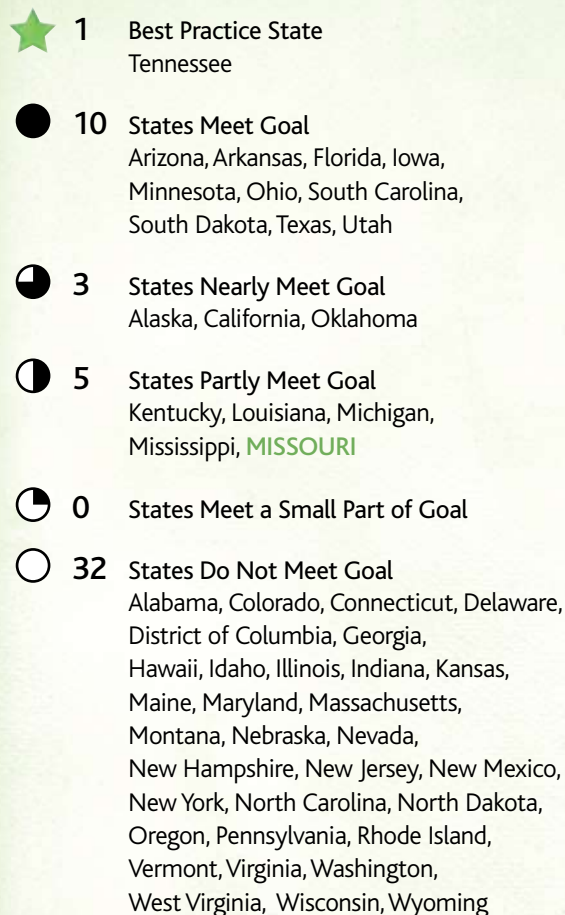 1 Best Practice State
Tennessee
10 States Meet Goal
Arizona, Arkansas, Florida, Iowa,
Minnesota, Ohio, South Carolina,
South Dakota, Texas, Utah
3 States Nearly Meet Goal
Alaska, California, Oklahoma
5 States Partly Meet Goal
Kentucky, Louisiana, Michigan,
Mississippi, MISSOURI
0 States Meet a Small Part of Goal
32 States Do Not Meet Goal
Alabama, Colorado, Connecticut, Delaware,
District of Columbia, Georgia,
Hawaii, Idaho, Illinois, Indiana, Kansas,
Maine, Maryland, Massachusetts,
Montana, Nebraska, Nevada,
New Hampshire, New Jersey, New Mexico,
New York, North Carolina, North Dakota,
Oregon, Pennsylvania, Rhode Island,
Vermont, Virginia, Washington,
West Virginia, Wisconsin, Wyoming